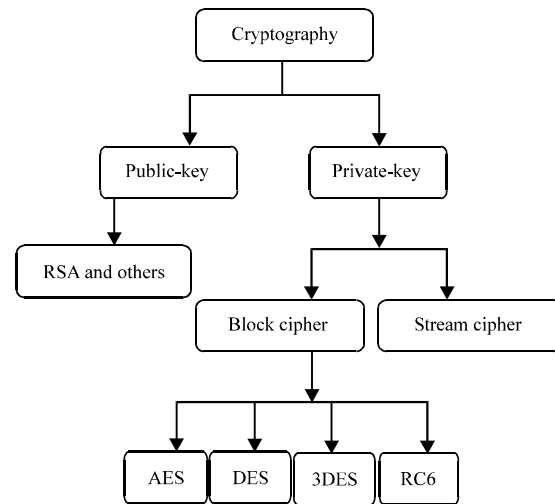 Cryptography
Public-key
Private-key
RSA and others
Block cipher
Stream cipher
AES
DES
3DES
RC6